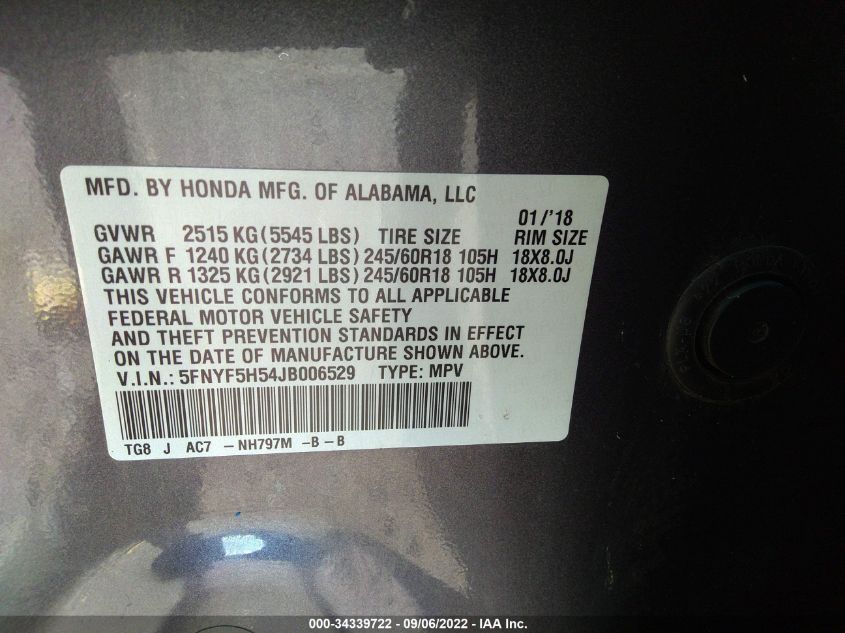 MFD. BY HONDA MFG. OF ALABAMA, LLC
01/'18
GVWR 2515 KG (5545 LBS) TIRE SIZE RIM SIZE
GAWR F 1240 KG (2734 LBS) 245/60R18 105H 18X8.0J
GAWR R 1325 KG (2921 LBS) 245/60R18 105H 18X8.0J
THIS VEHICLE CONFORMS TO ALL APPLICABLE
FEDERAL MOTOR VEHICLE SAFETY
AND THEFT PREVENTION STANDARDS IN EFFECT
ON THE DATE OF MANUFACTURE SHOWN ABOVE.
V.I.N.: 5FNYF5H54JB006529 TYPE: MPV
TG8 J AC7 -NH797M -B-B
000-34339722 - 09/06/2022 - IAA Inc.